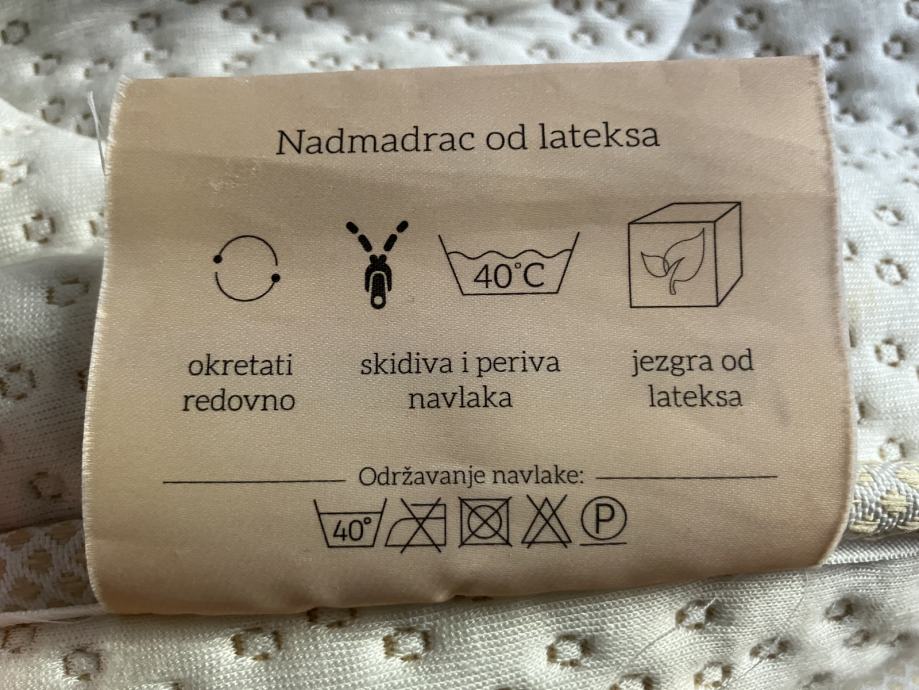 Nadmadrac od lateksa
40°C
okretati
redovno
skidiva i periva
navlaka
jezgra od
lateksa
Održavanje navlake:
40° P